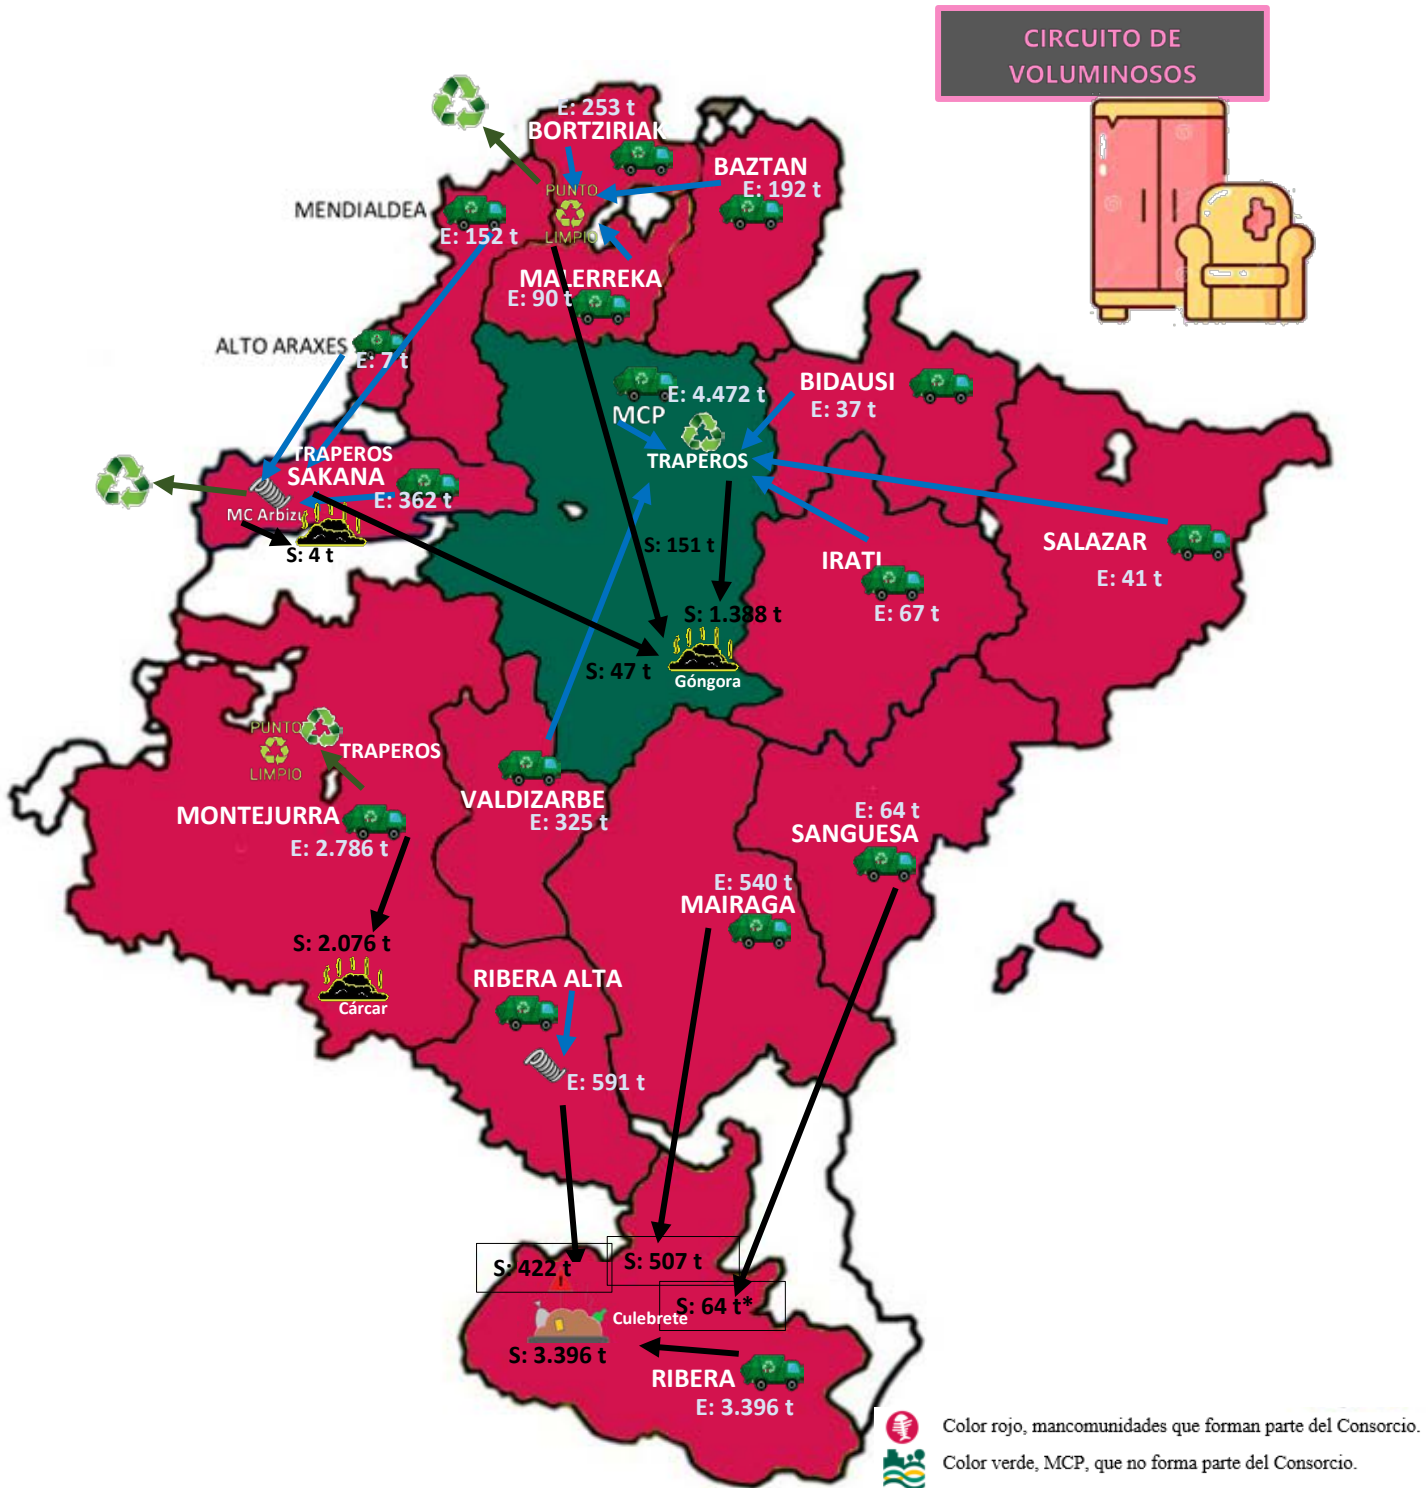 CIRCUITO DE
VOLUMINOSOS
E: 253 t
BORTZIRIAK
BAZTAN
E: 192 t
PUNTO
LIMPIO
MENDIALDEA
E: 152 t
MALERREKA
E: 90 t
ALTO ARAXES
E: 7 t
E: 4.472 t
MCP
TRAPEROS
BIDAUSI
E: 37 t
TRAPEROS
SAKANA
E: 362 t
MC Arbizu
S: 4 t
S: 151 t
IRATI
E: 67 t
SALAZAR
E: 41 t
S: 1.388 t
S: 47 t
Góngora
PUNTO
LIMPIO
TRAPEROS
MONTEJURRA
E: 2.786 t
VALDIZARBE
E: 325 t
E: 64 t
SANGUESA
E: 540 t
MAIRAGA
S: 2.076 t
Cárcar
RIBERA ALTA
E: 591 t
S: 422 t
S: 507 t
S: 64 t*
Culebrete
S: 3.396 t
RIBERA
E: 3.396 t
Color rojo, mancomunidades que forman parte del Consorcio.
Color verde, MCP, que no forma parte del Consorcio.